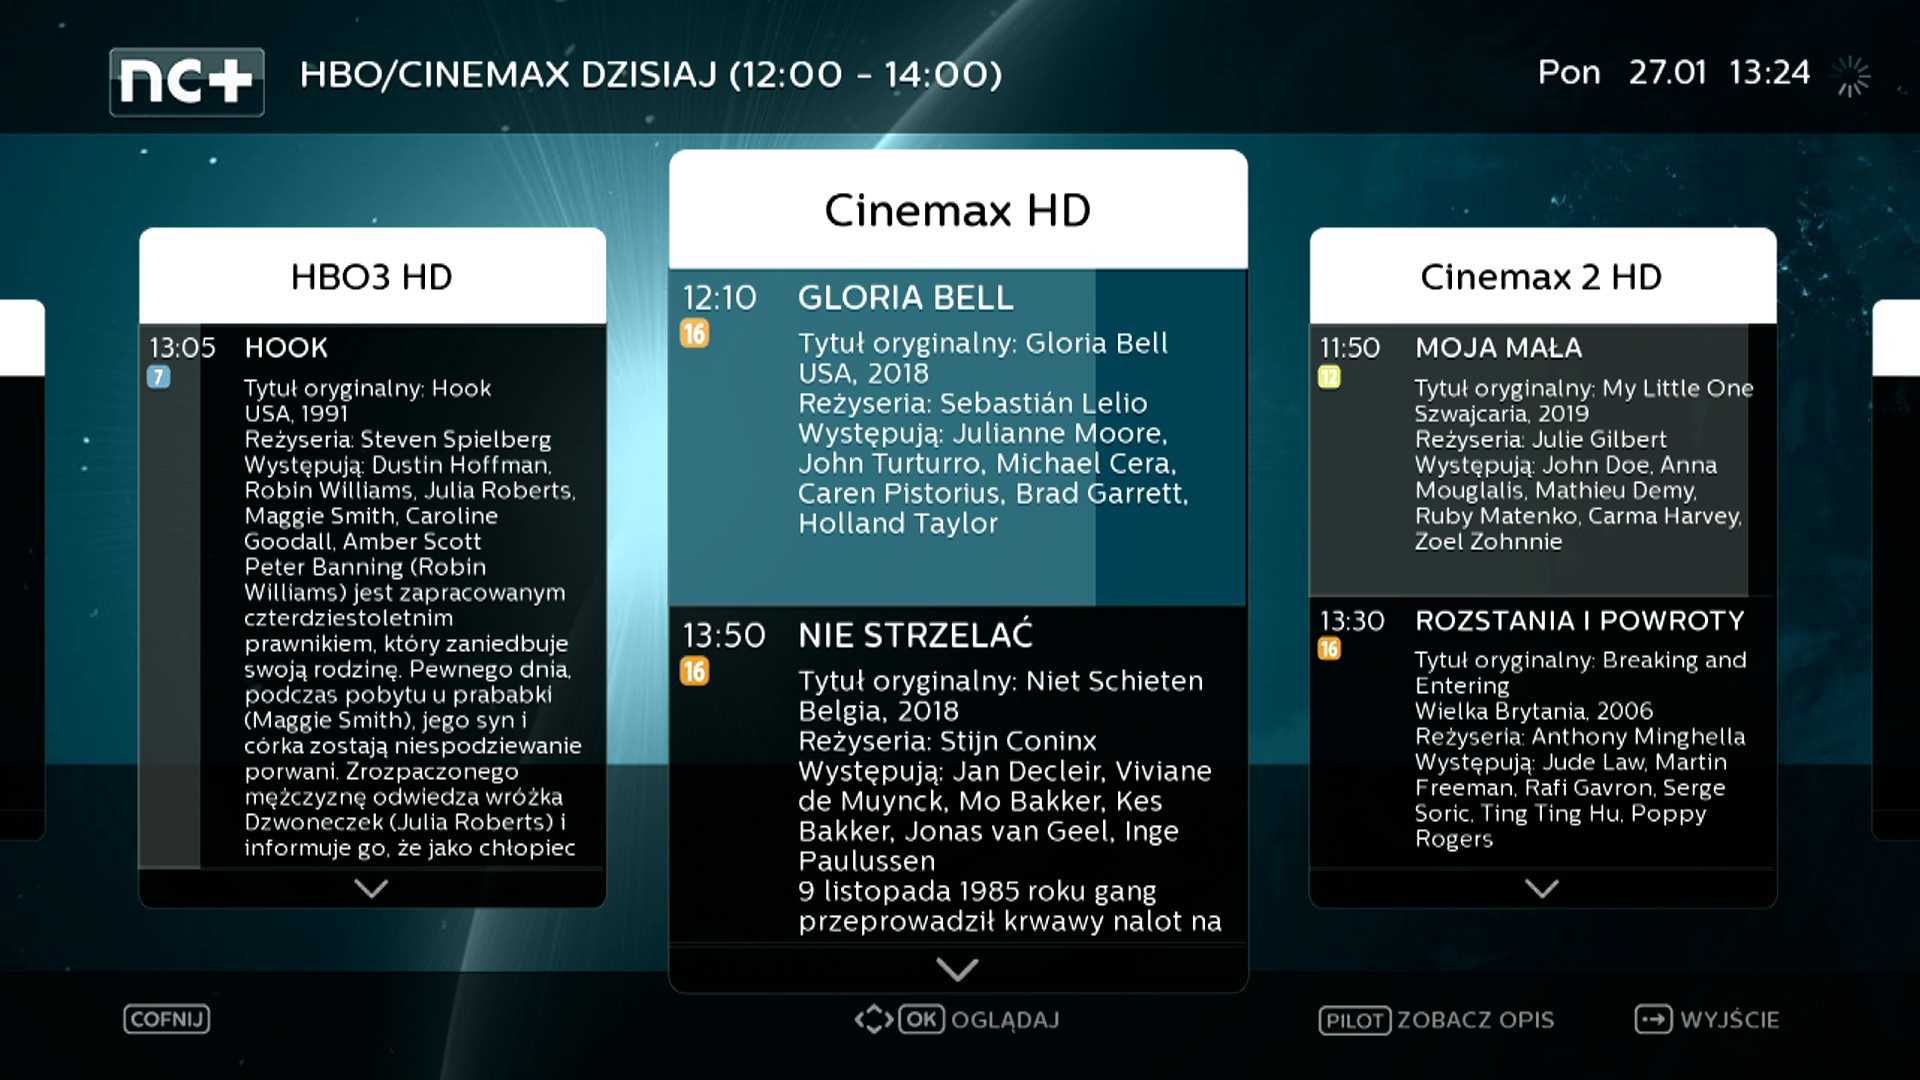 nc+
HBO/CINEMAX DZISIAJ (12:00 - 14:00)
Pon 27.01 13:24
HBO3 HD
13:05 HOOK
7
Tytuł oryginalny: Hook
USA, 1991
Reżyseria: Steven Spielberg
Występują: Dustin Hoffman,
Robin Williams, Julia Roberts,
Maggie Smith, Caroline
Goodall, Amber Scott
Peter Banning (Robin
Williams) jest zapracowanym
czterdziestoletnim
prawnikiem, który zaniedbuje
swoją rodzinę. Pewnego dnia,
podczas pobytu u prababki
(Maggie Smith), jego syn i
córka zostają niespodziewanie
porwani. Zrozpaczonego
mężczyznę odwiedza wróżka
Dzwoneczek (Julia Roberts) i
informuje go, że jako chłopiec
Cinemax HD
12:10 GLORIA BELL
16
Tytuł oryginalny: Gloria Bell
USA, 2018
Reżyseria: Sebastián Lelio
Występują: Julianne Moore,
John Turturro, Michael Cera,
Caren Pistorius, Brad Garrett,
Holland Taylor
13:50 NIE STRZELAĆ
16
Tytuł oryginalny: Niet Schieten
Belgia, 2018
Reżyseria: Stijn Coninx
Występują: Jan Decleir, Viviane
de Muynck, Mo Bakker, Kes
Bakker, Jonas van Geel, Inge
Paulussen
9 listopada 1985 roku gang
przeprowadził krwawy nalot na
Cinemax 2 HD
11:50 MOJA MAŁA
12
Tytuł oryginalny: My Little One
Szwajcaria, 2019
Reżyseria: Julie Gilbert
Występują: John Doe, Anna
Mouglalis, Mathieu Demy,
Ruby Matenko, Carma Harvey,
Zoel Zohnnie
13:30 ROZSTANIA I POWROTY
16
Tytuł oryginalny: Breaking and
Entering
Wielka Brytania, 2006
Reżyseria: Anthony Minghella
Występują: Jude Law, Martin
Freeman, Rafi Gavron, Serge
Soric, Ting Ting Hu, Poppy
Rogers
COFNIJ
OK OGLĄDAJ
PILOT ZOBACZ OPIS
WYJŚCIE